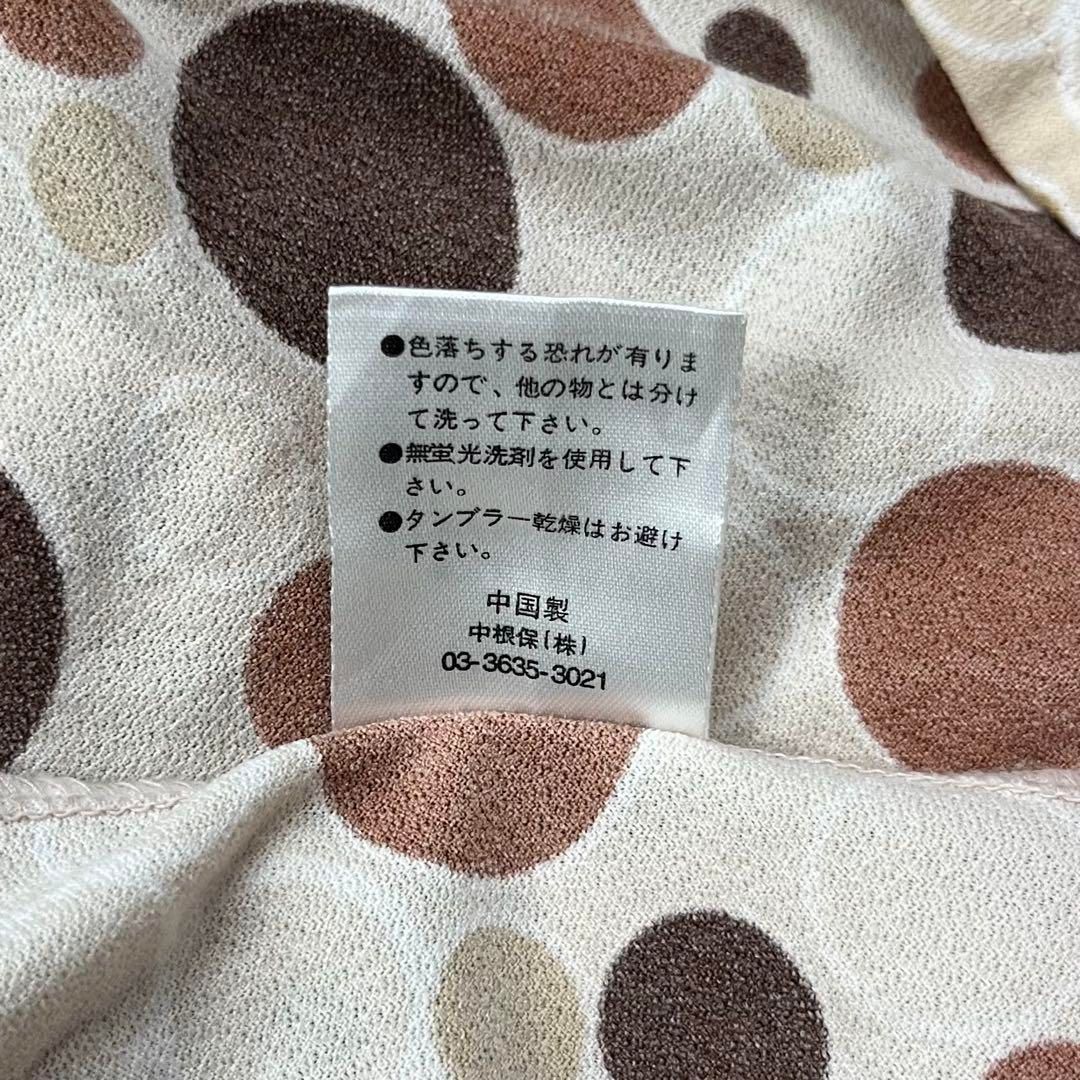 ●色落ちする恐れが有りま
すので、他の物とは分け
て洗って下さい。
●無蛍光洗剤を使用して下
さい。
●タンブラー乾燥はお避け
下さい。
中国製
中根保(株)
03-3635-3021